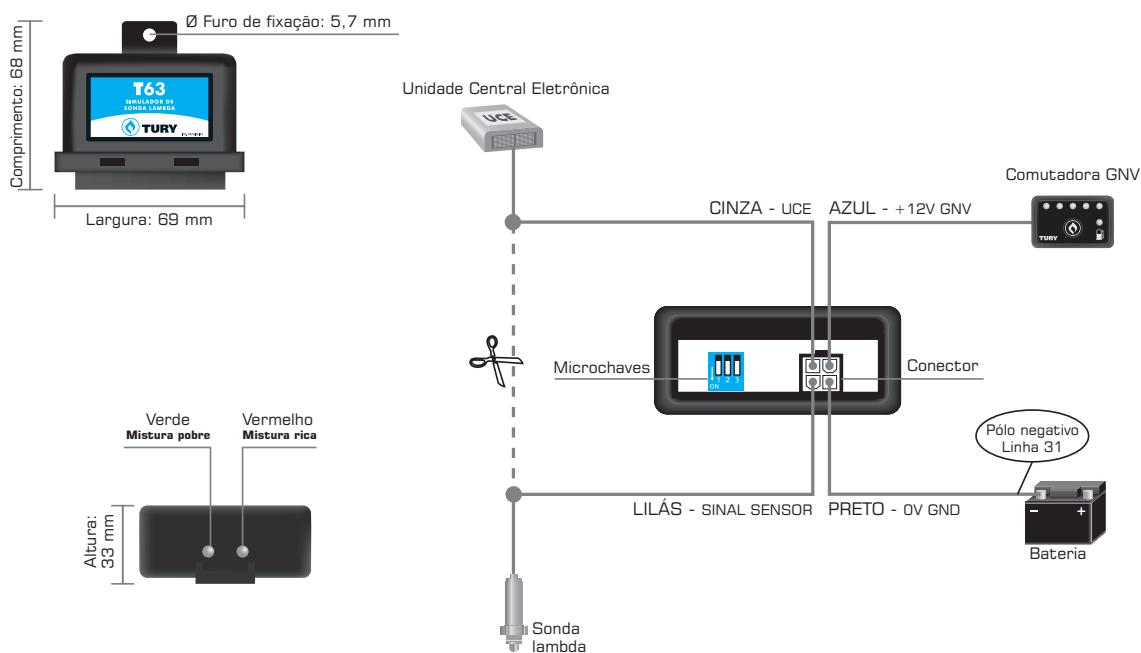 Ø Furo de fixação: 5,7 mm
Comprimento: 68 mm
T63
SIMULADOR DE
SONDA LAMBDA
TURY
Largura: 69 mm
Unidade Central Eletrônica
UCE
Comutadora GNV
TURY
CINZA - UCE
AZUL - +12V GNV
Microchaves
1 2 3
ON
Conector
Verde
Mistura pobre
Vermelho
Mistura rica
Altura:
33 mm
Pólo negativo
Linha 31
LILÁS - SINAL SENSOR
PRETO - 0V GND
- +
Bateria
Sonda
lambda